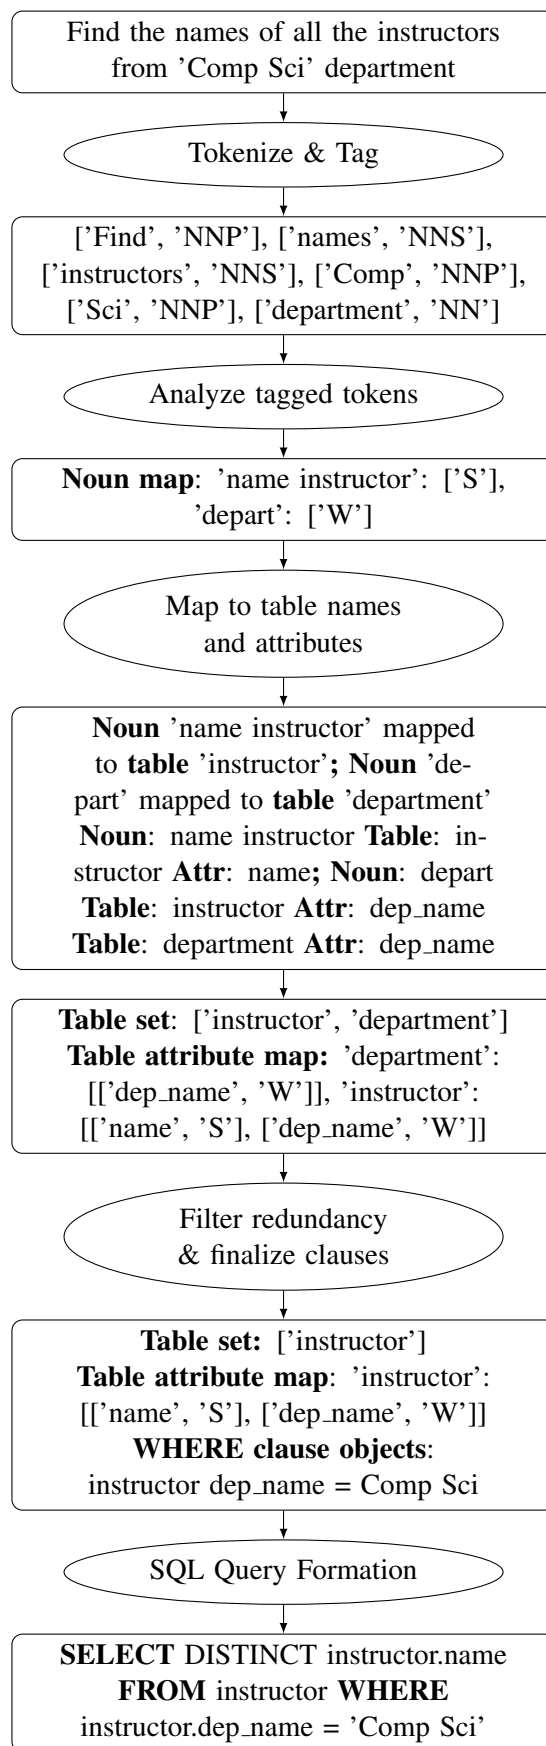 Find the names of all the instructors
from ’Comp Sci’ department
Tokenize & Tag
[’Find’, ’NNP’], [’names’, ’NNS’],
[’instructors’, ’NNS’], [’Comp’, ’NNP’],
[’Sci’, ’NNP’], [’department’, ’NN’]
Analyze tagged tokens
Noun map: ’name instructor’: [’S’],
’depart’: [’W’]
Map to table names
and attributes
Noun ’name instructor’ mapped
to table ’instructor’; Noun ’de-
part’ mapped to table ’department’
Noun: name instructor Table: in-
structor Attr: name; Noun: depart
Table: instructor Attr: dep_name
Table: department Attr: dep_name
Table set: [’instructor’, ’department’]
Table attribute map: ’department’:
[[’dep_name’, ’W’]], ’instructor’:
[[’name’, ’S’], [’dep_name’, ’W’]]
Filter redundancy
& finalize clauses
Table set: [’instructor’]
Table attribute map: ’instructor’:
[[’name’, ’S’], [’dep_name’, ’W’]]
WHERE clause objects:
instructor dep_name = Comp Sci
SQL Query Formation
SELECT DISTINCT instructor.name
FROM instructor WHERE
instructor.dep_name = ’Comp Sci’